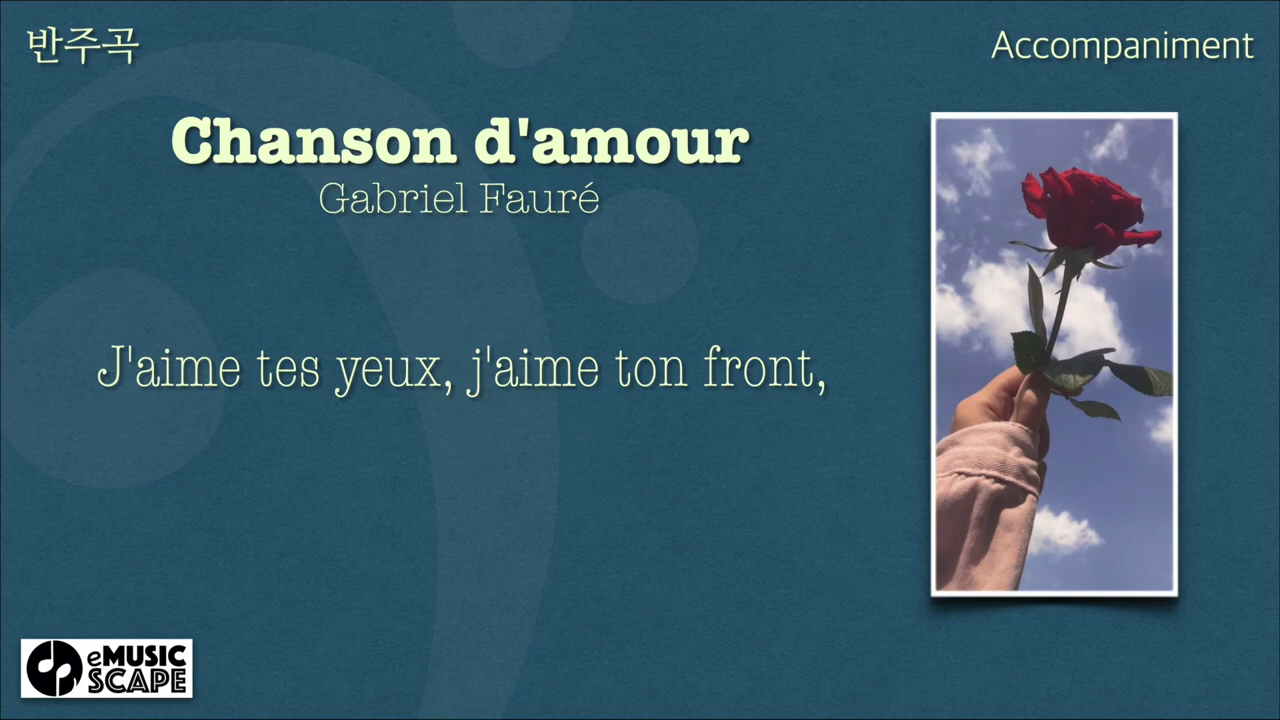 반주곡
Accompaniment
Chanson d'amour
Gabriel Fauré
J'aime tes yeux, j'aime ton front,
eMUSIC
SCAPE